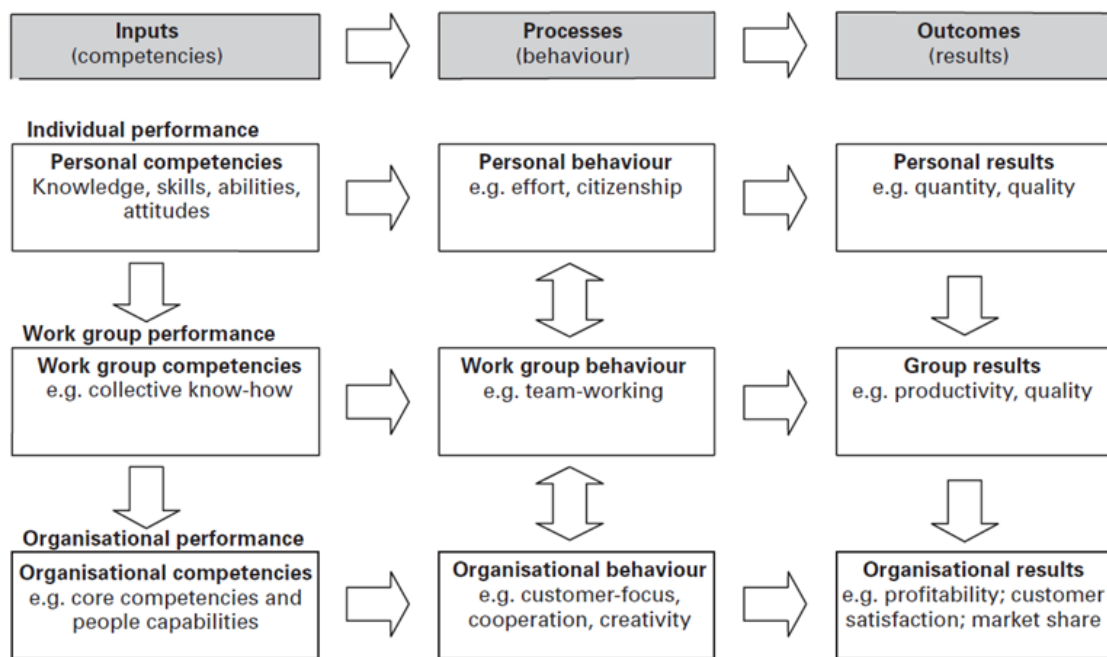 Inputs
(competencies)
Processes
(behaviour)
Outcomes
(results)
Individual performance
Personal competencies
Knowledge, skills, abilities,
attitudes
Personal behaviour
e.g. effort, citizenship
Personal results
e.g. quantity, quality
Work group performance
Work group competencies
e.g. collective know-how
Work group behaviour
e.g. team-working
Group results
e.g. productivity, quality
Organisational performance
Organisational competencies
e.g. core competencies and
people capabilities
Organisational behaviour
e.g. customer-focus,
cooperation, creativity
Organisational results
e.g. profitability; customer
satisfaction; market share